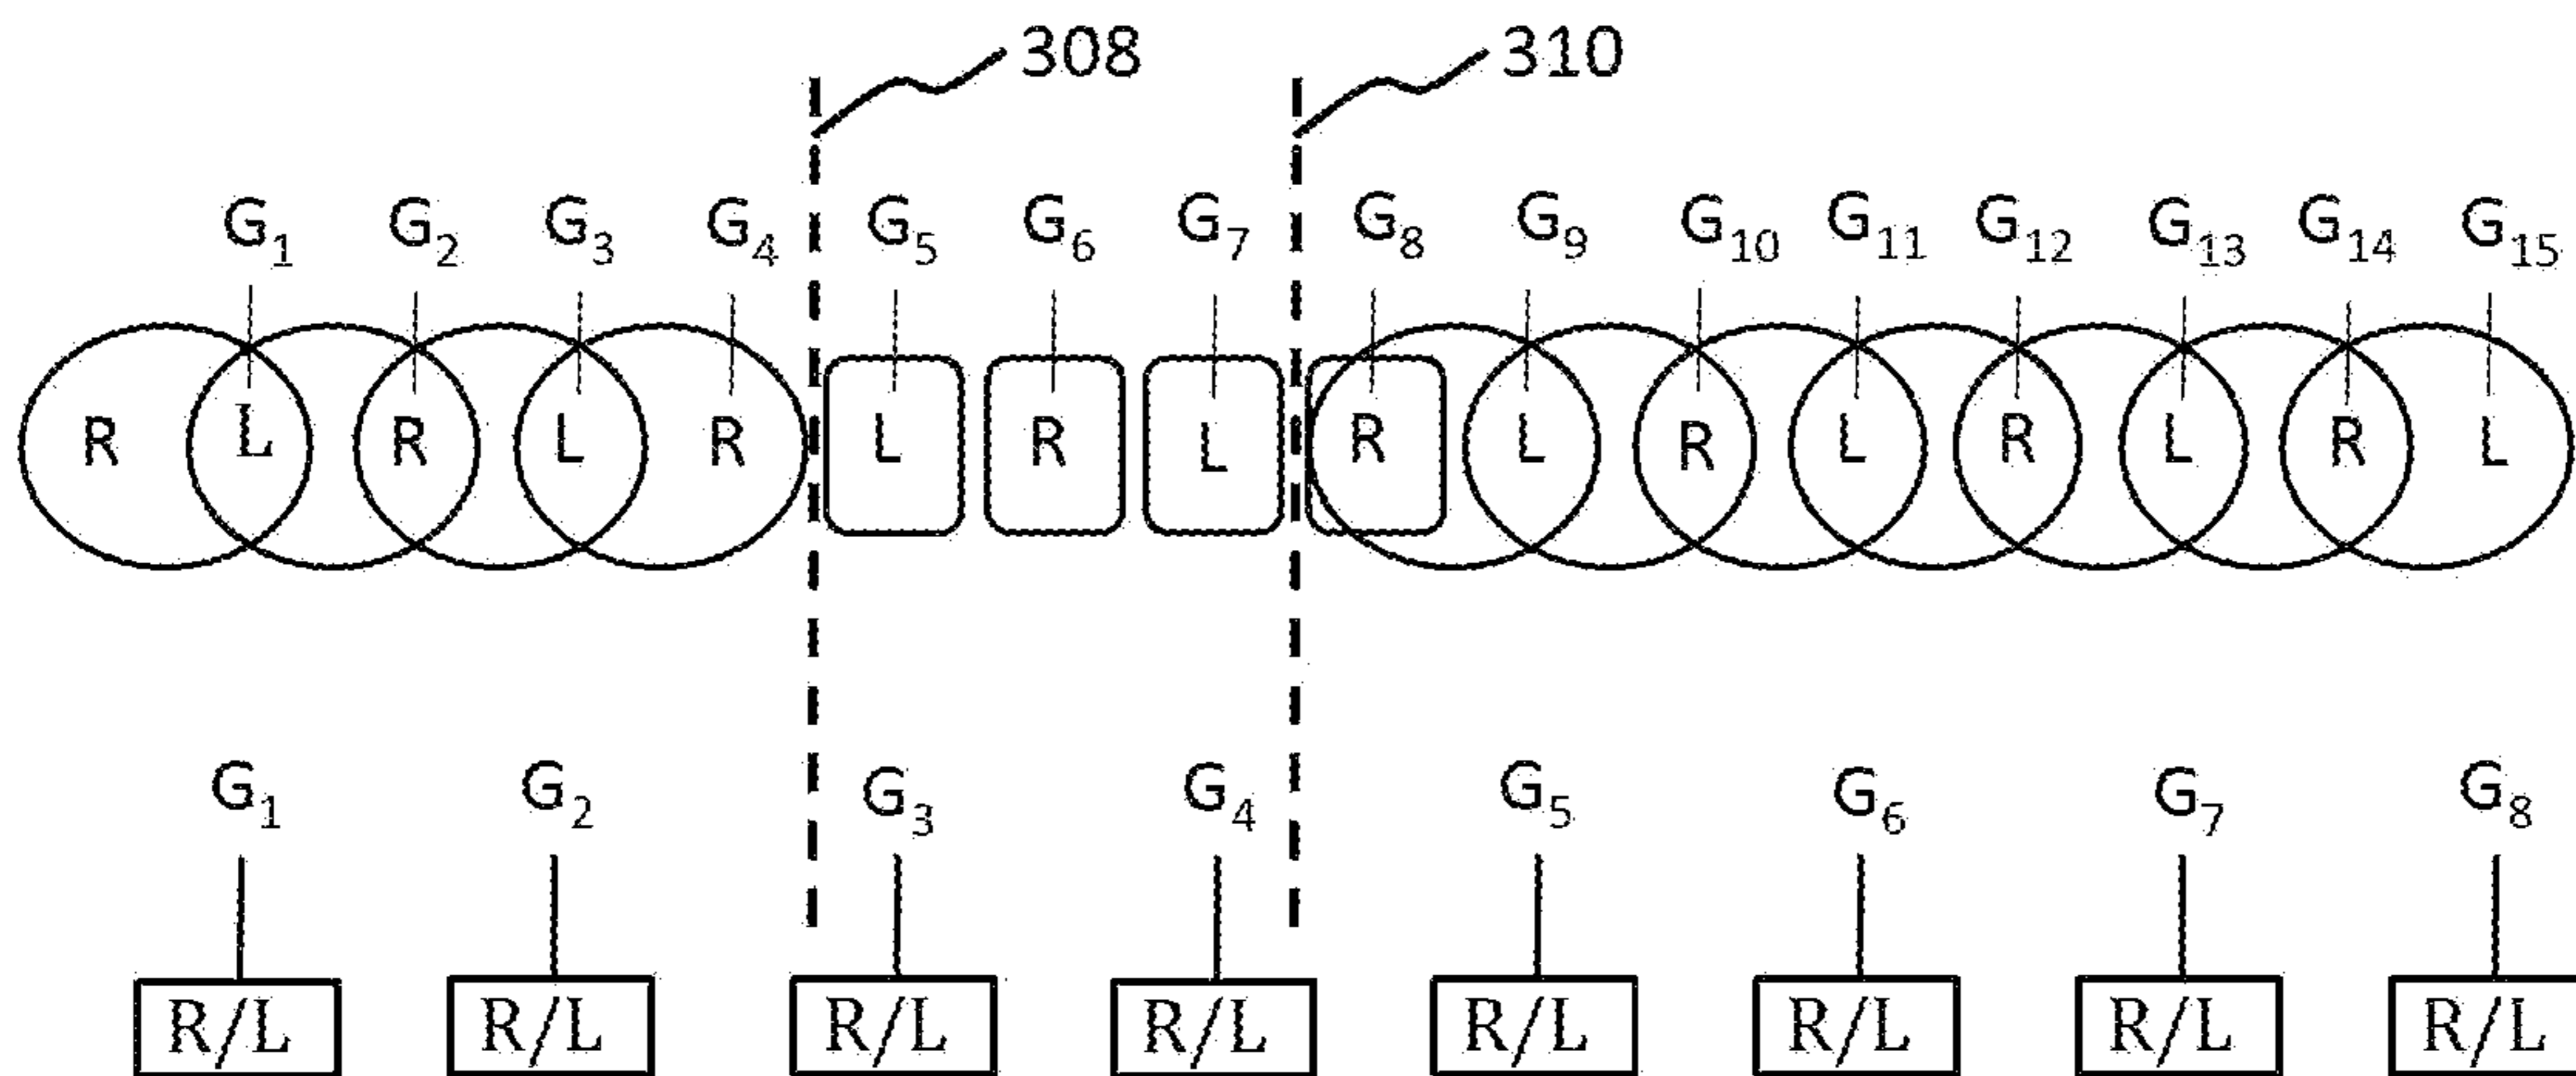 308 310
G1 G2 G3 G4 G5 G6 G7 G8 G9 G10 G11 G12 G13 G14 G15
R L R L R L R L R L R L R L R L
G1 G2 G3 G4 G5 G6 G7 G8
R/L R/L R/L R/L R/L R/L R/L R/L